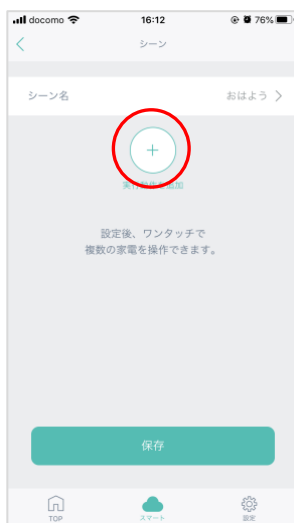 docomo 16:12 76%
シーン
シーン名 おはよう
+
設定後、ワンタッチで
複数の家電を操作できます。
保存
TOP スマート 設定